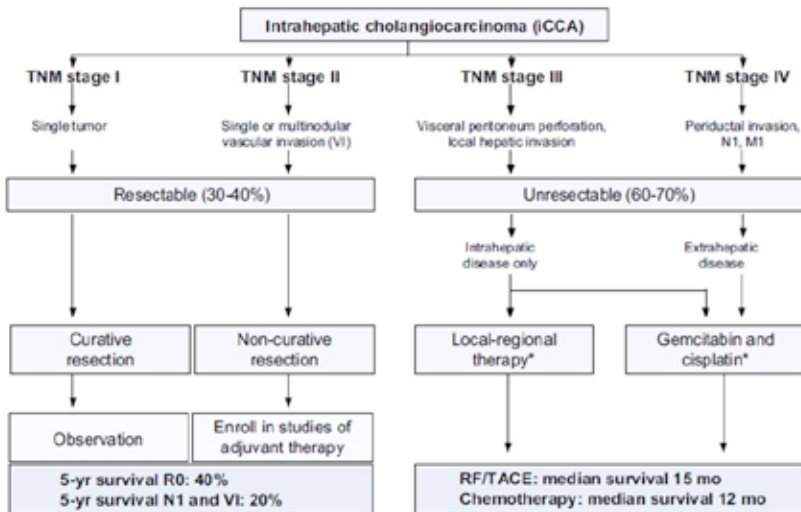 Intrahepatic cholangiocarcinoma (iCCA)
TNM stage I
TNM stage II
TNM stage III
TNM stage IV
Single tumor
Single or multinodular
vascular invasion (VI)
Visceral peritoneum perforation,
local hepatic invasion
Periductal invasion,
N1, M1
Resectable (30-40%)
Unresectable (60-70%)
Intrahepatic
disease only
Extrahepatic
disease
Curative
resection
Non-curative
resection
Local-regional
therapy*
Gemcitabin and
cisplatin*
Observation
Enroll in studies of
adjuvant therapy
5-yr survival R0: 40%
5-yr survival N1 and VI: 20%
RF/TACE: median survival 15 mo
Chemotherapy: median survival 12 mo